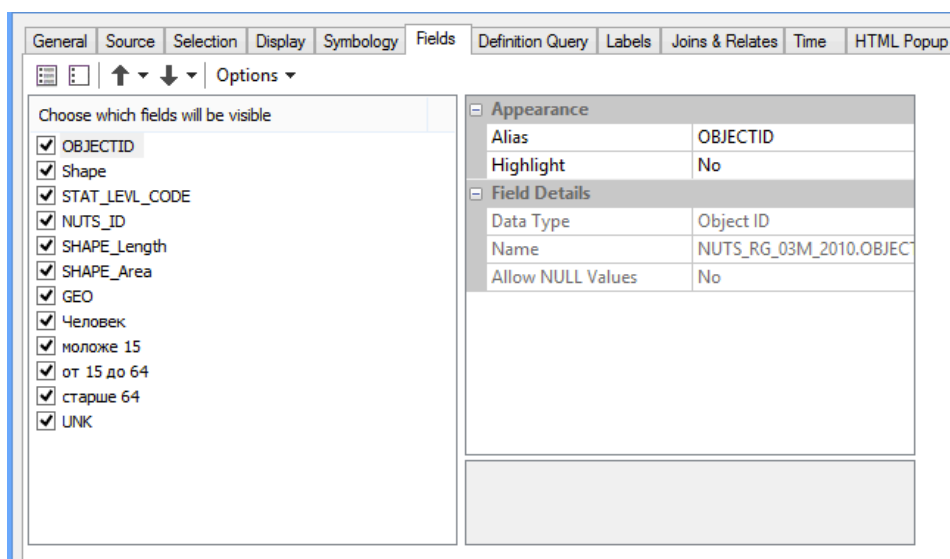 General Source Selection Display Symbology Fields Definition Query Labels Joins & Relates Time HTML Popup
Options
Choose which fields will be visible
OBJECTID
Shape
STAT_LEVL_CODE
NUTS_ID
SHAPE_Length
SHAPE_Area
GEO
Человек
моложе 15
от 15 до 64
старше 64
UNK
Appearance
Alias OBJECTID
Highlight No
Field Details
Data Type Object ID
Name NUTS_RG_03M_2010.OBJECT
Allow NULL Values No